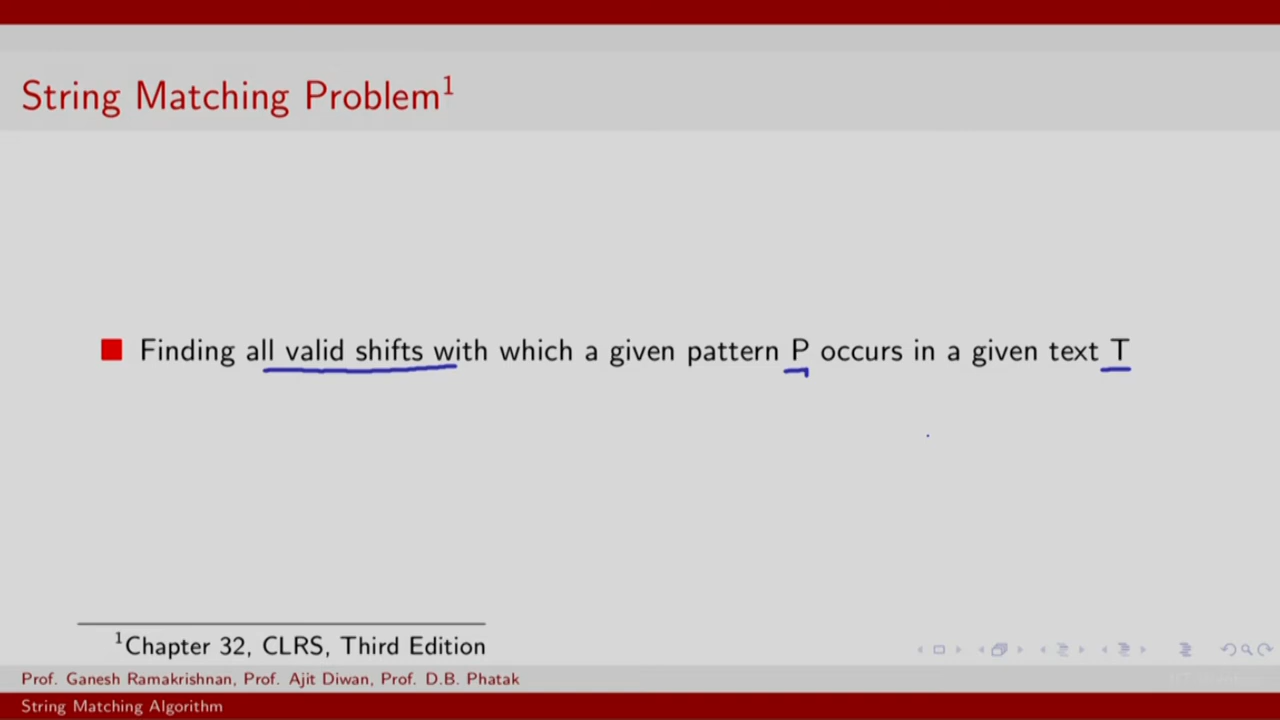 String Matching Problem¹
Finding all valid shifts with which a given pattern P occurs in a given text T
¹Chapter 32, CLRS, Third Edition
Prof. Ganesh Ramakrishnan, Prof. Ajit Diwan, Prof. D.B. Phatak
String Matching Algorithm